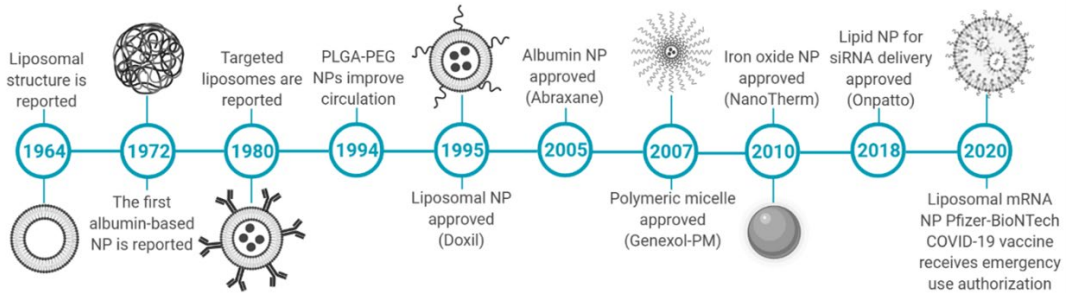 Liposomal
structure is
reported
1964
1972
The first
albumin-based
NP is reported
Targeted
liposomes are
reported
1980
PLGA-PEG
NPs improve
circulation
1994
1995
Liposomal NP
approved
(Doxil)
Albumin NP
approved
(Abraxane)
2005
2007
Polymeric micelle
approved
(Genexol-PM)
Iron oxide NP
approved
(NanoTherm)
2010
Lipid NP for
siRNA delivery
approved
(Onpatto)
2018
2020
Liposomal mRNA
NP Pfizer-BioNTech
COVID-19 vaccine
receives emergency
use authorization